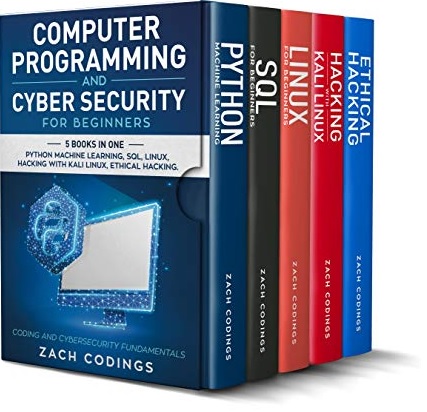 COMPUTER
PROGRAMMING
AND
CYBER SECURITY
FOR BEGINNERS
5 BOOKS IN ONE
PYTHON MACHINE LEARNING, SQL, LINUX,
HACKING WITH KALI LINUX, ETHICAL HACKING.
CODING AND CYBERSECURITY FUNDAMENTALS
ZACH CODINGS
PYTHON
MACHINE LEARNING
ZACH CODINGS
SQL
FOR BEGINNERS
ZACH CODINGS
LINUX
FOR BEGINNERS
ZACH CODINGS
HACKING
WITH
KALI LINUX
ZACH CODINGS
ETHICAL
HACKING
ZACH CODINGS